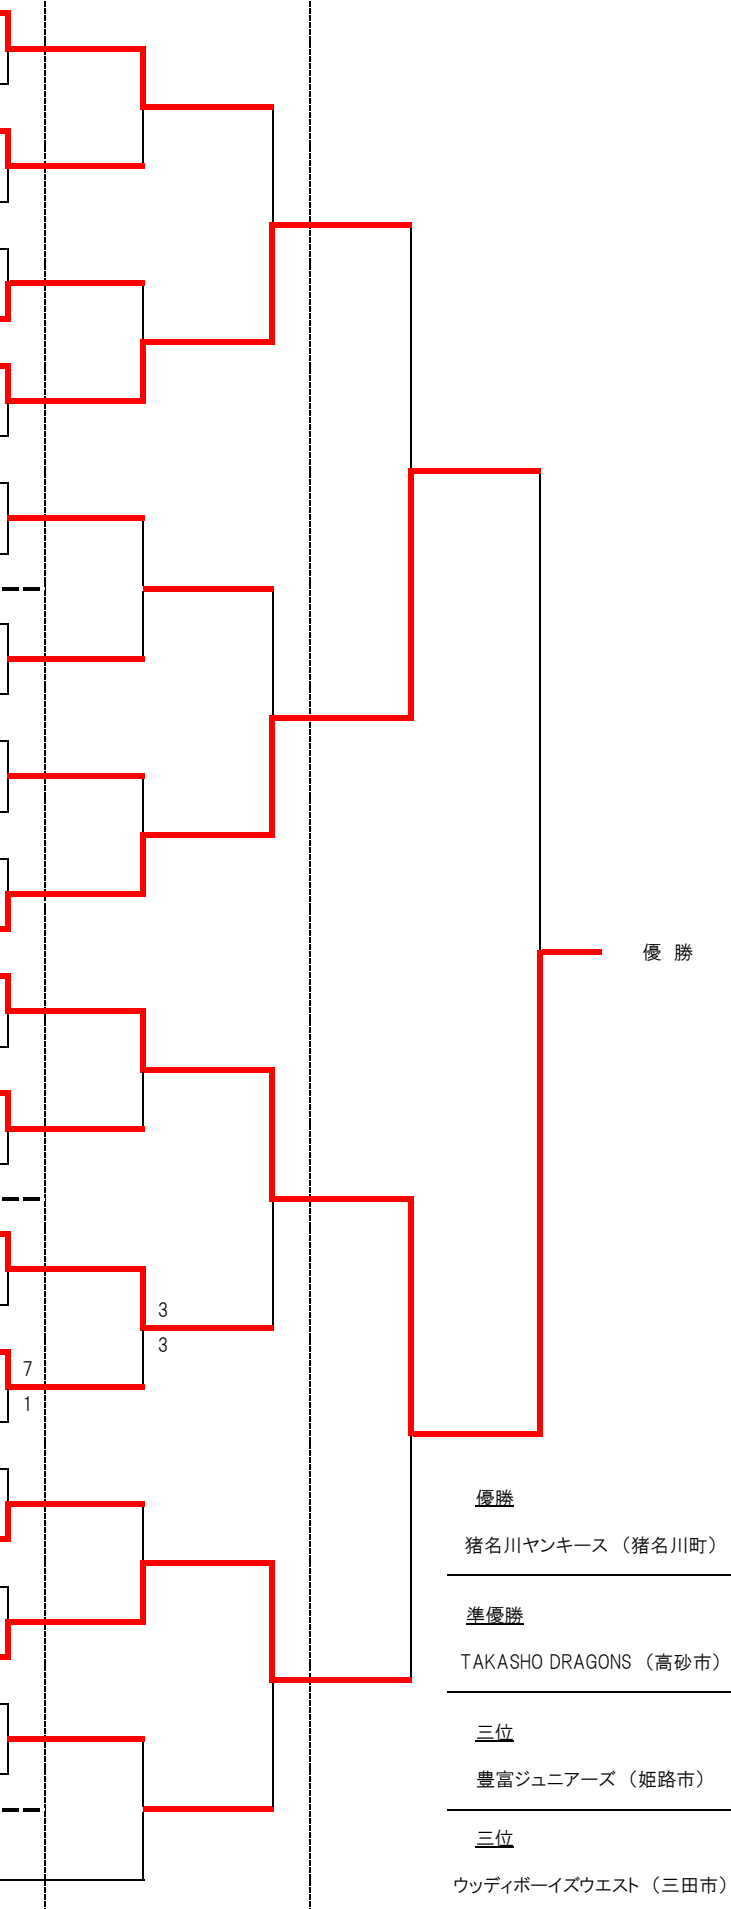 優 勝
3
3
7
1
優勝
猪名川ヤンキース （猪名川町）
準優勝
TAKASHO DRAGONS （高砂市）
三位
豊富ジュニアーズ （姫路市）
三位
ウッディボーイズウエスト （三田市）